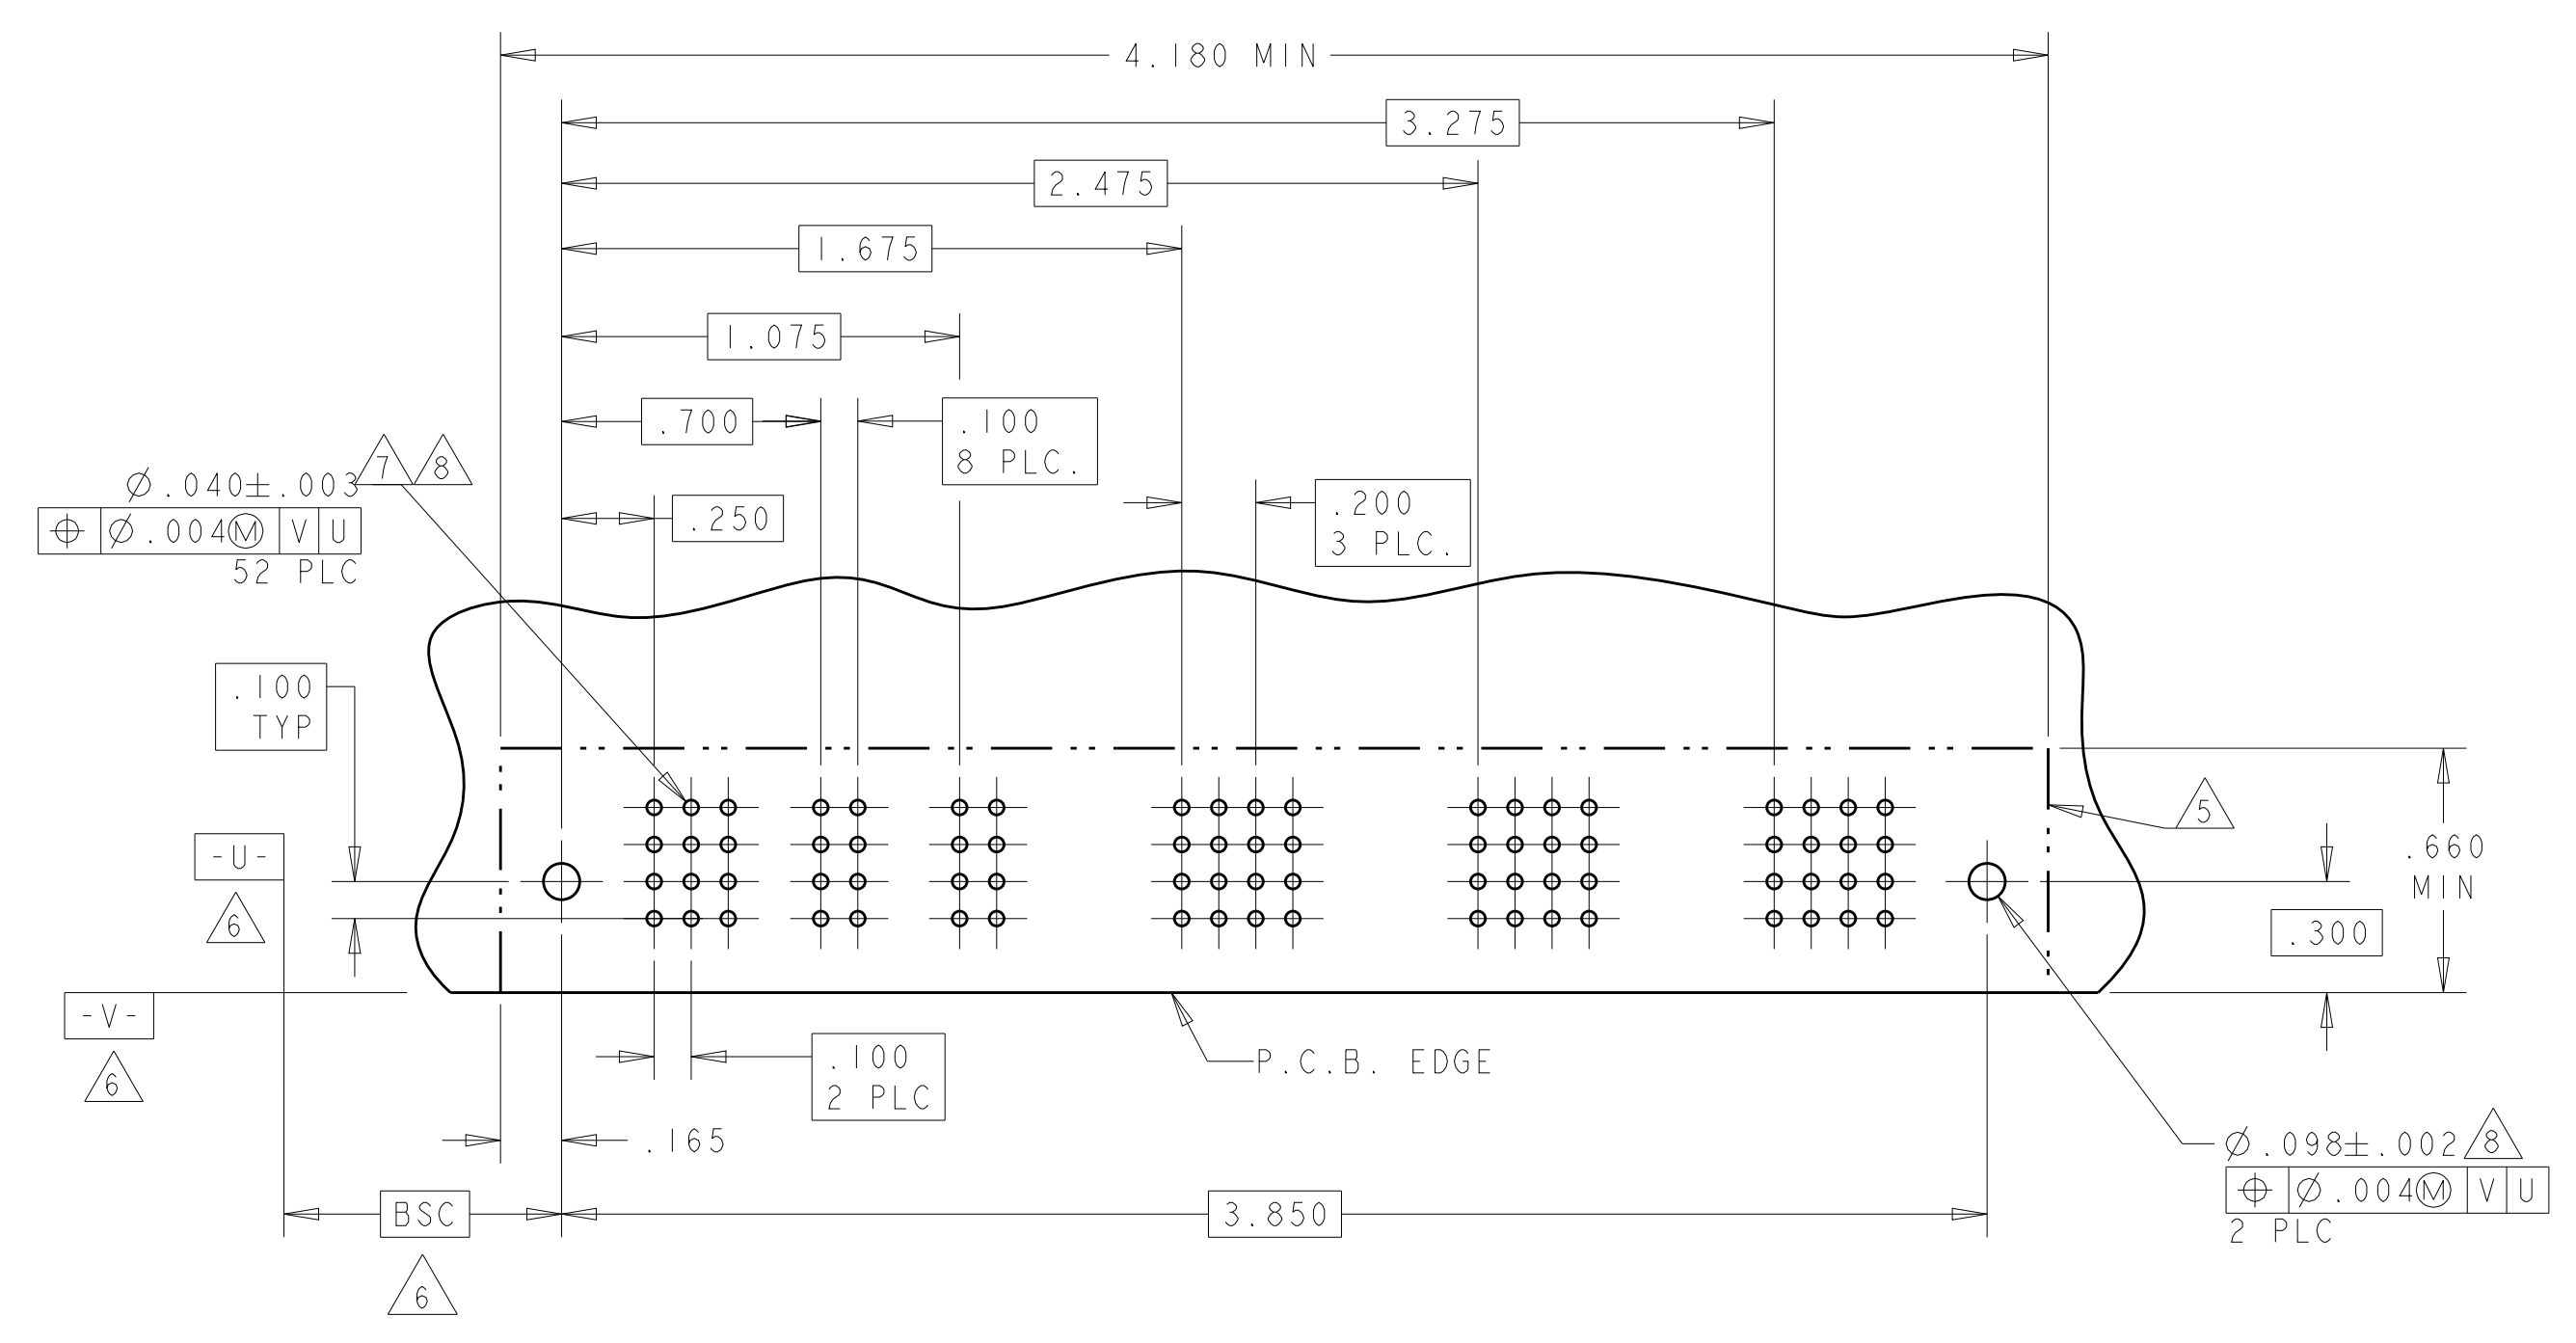 4.180 MIN
3.275
2.475
1.675
1.075
.700
.100
8 PLC.
7
8
Ø.040±.003
⌖ Ø.004Ⓜ V U
52 PLC
.250
.200
3 PLC.
.100
TYP
5
-U-
6
.660
MIN
.300
-V-
6
.100
2 PLC
P.C.B. EDGE
.165
Ø.098±.002 8
⌖ Ø.004Ⓜ V U
2 PLC
BSC
3.850
6